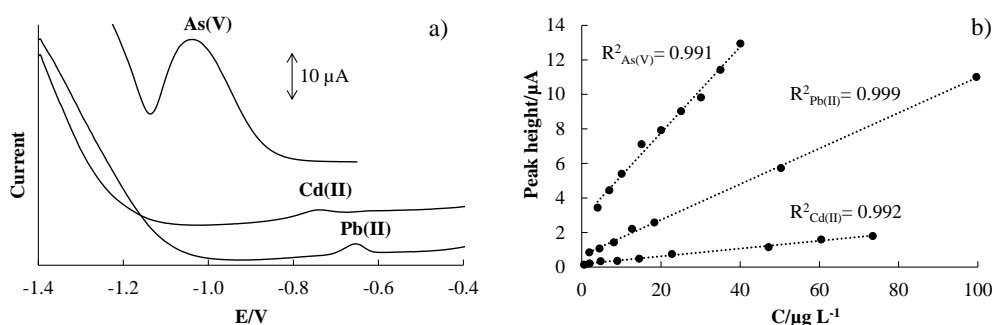 a)
As(V)
10 µA
Cd(II)
Pb(II)
Current
-1.4 -1.2 -1.0 -0.8 -0.6 -0.4
E/V
b)
14
12
10
8
6
4
2
0
Peak height/µA
R²As(V)= 0.991
R²Pb(II)= 0.999
R²Cd(II)= 0.992
0 20 40 60 80 100
C/µg L⁻¹